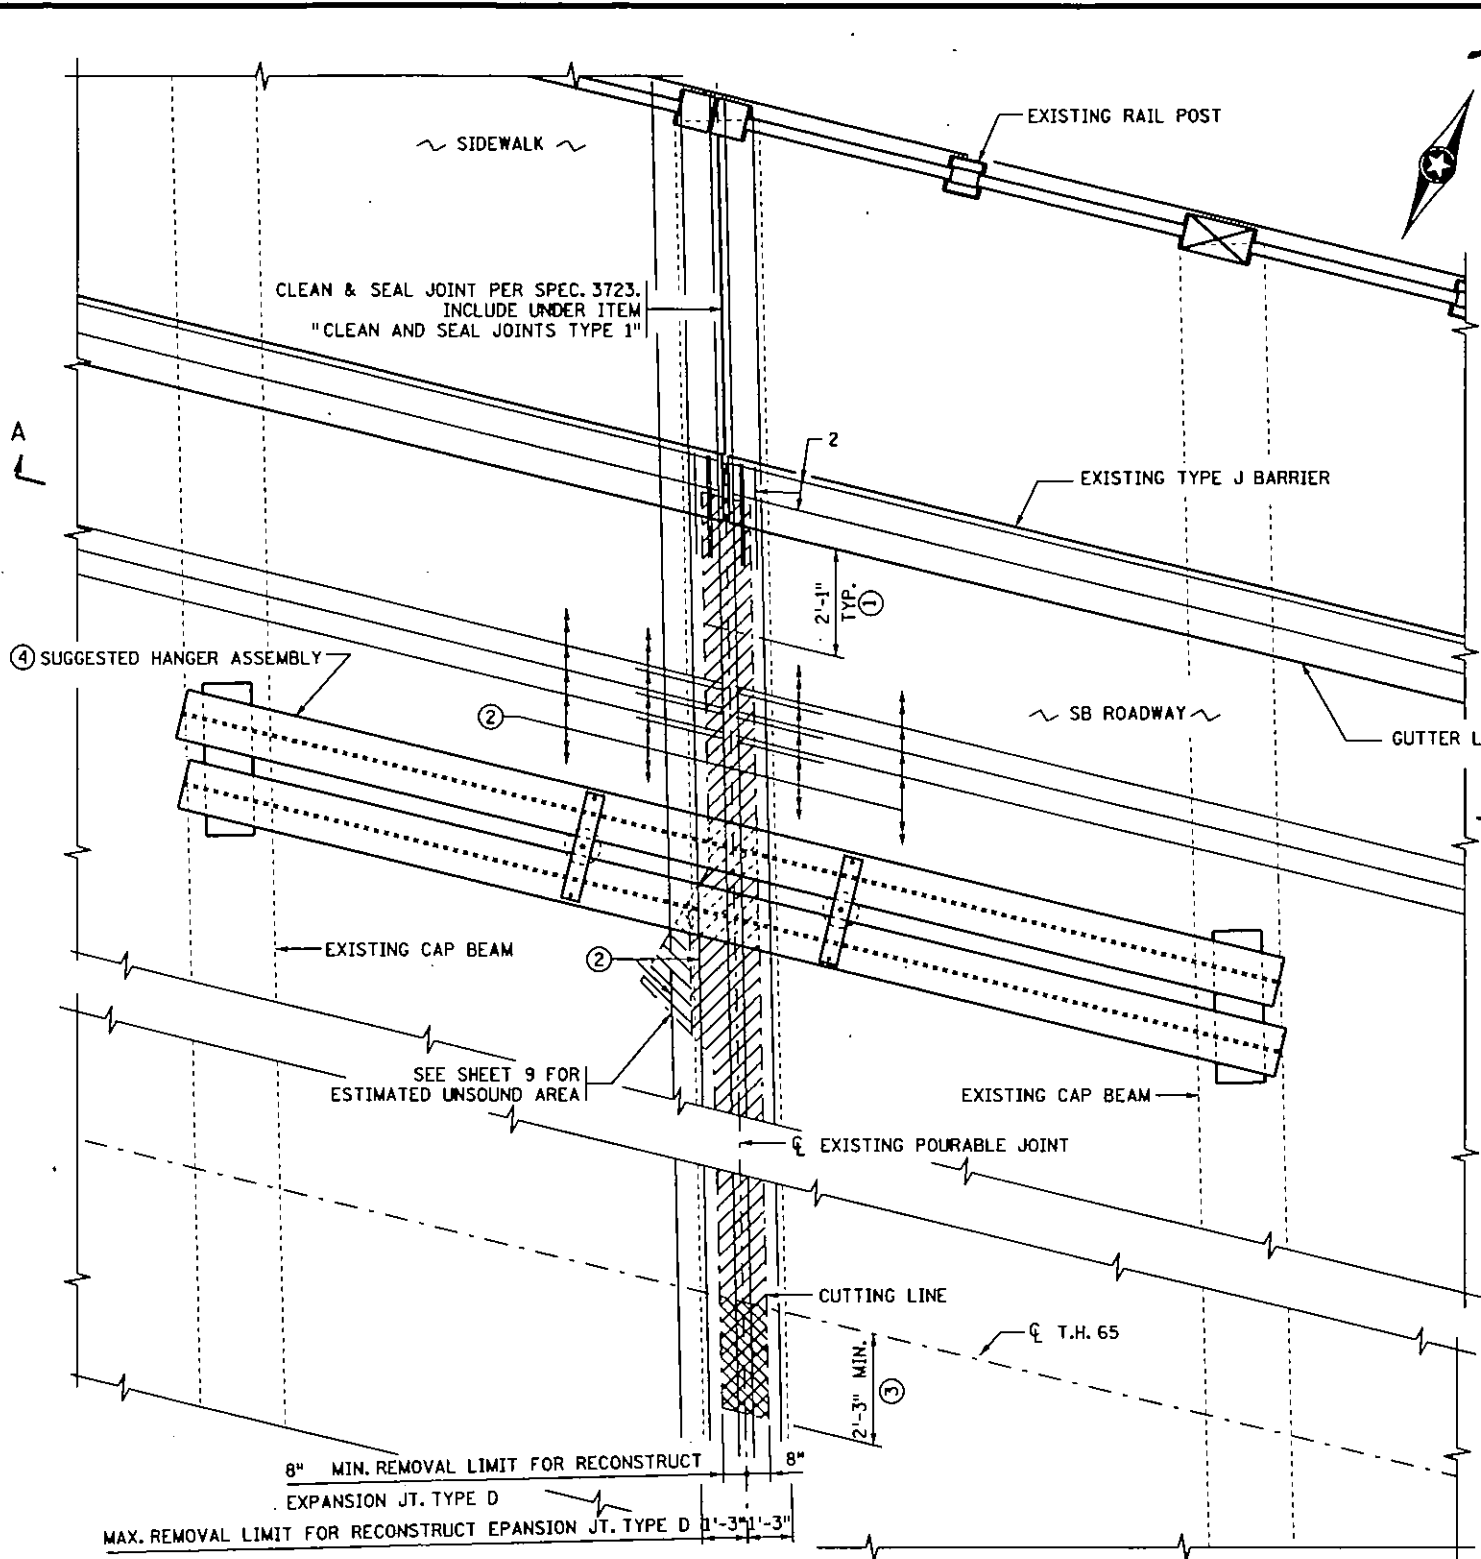 EXISTING RAIL POST
~ SIDEWALK ~
CLEAN & SEAL JOINT PER SPEC. 3723.
INCLUDE UNDER ITEM
"CLEAN AND SEAL JOINTS TYPE 1"
A
2
EXISTING TYPE J BARRIER
2'-1"
TYP.
1
4 SUGGESTED HANGER ASSEMBLY
2
~ SB ROADWAY ~
GUTTER L
EXISTING CAP BEAM
2
SEE SHEET 9 FOR
ESTIMATED UNSOUND AREA
EXISTING CAP BEAM
℄ EXISTING POURABLE JOINT
CUTTING LINE
℄ T.H. 65
2'-3" MIN.
3
8" MIN. REMOVAL LIMIT FOR RECONSTRUCT 8"
EXPANSION JT. TYPE D
MAX. REMOVAL LIMIT FOR RECONSTRUCT EPANSION JT. TYPE D 1'-3" 1'-3"